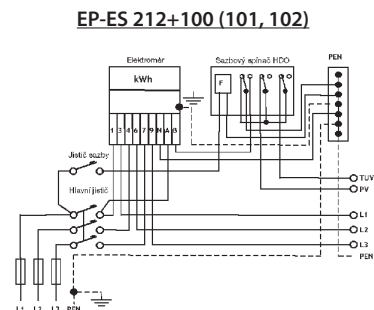 EP-ES 212+100 (101, 102)
Elektroměr
Sazbový spínač HDO
PEN
kWh
F
1 3 4 6 7 9 N A B
Jistič sazby
Hlavní jistič
TUV
PV
L1
L2
L3
PEN
L1 L2 L3 PEN